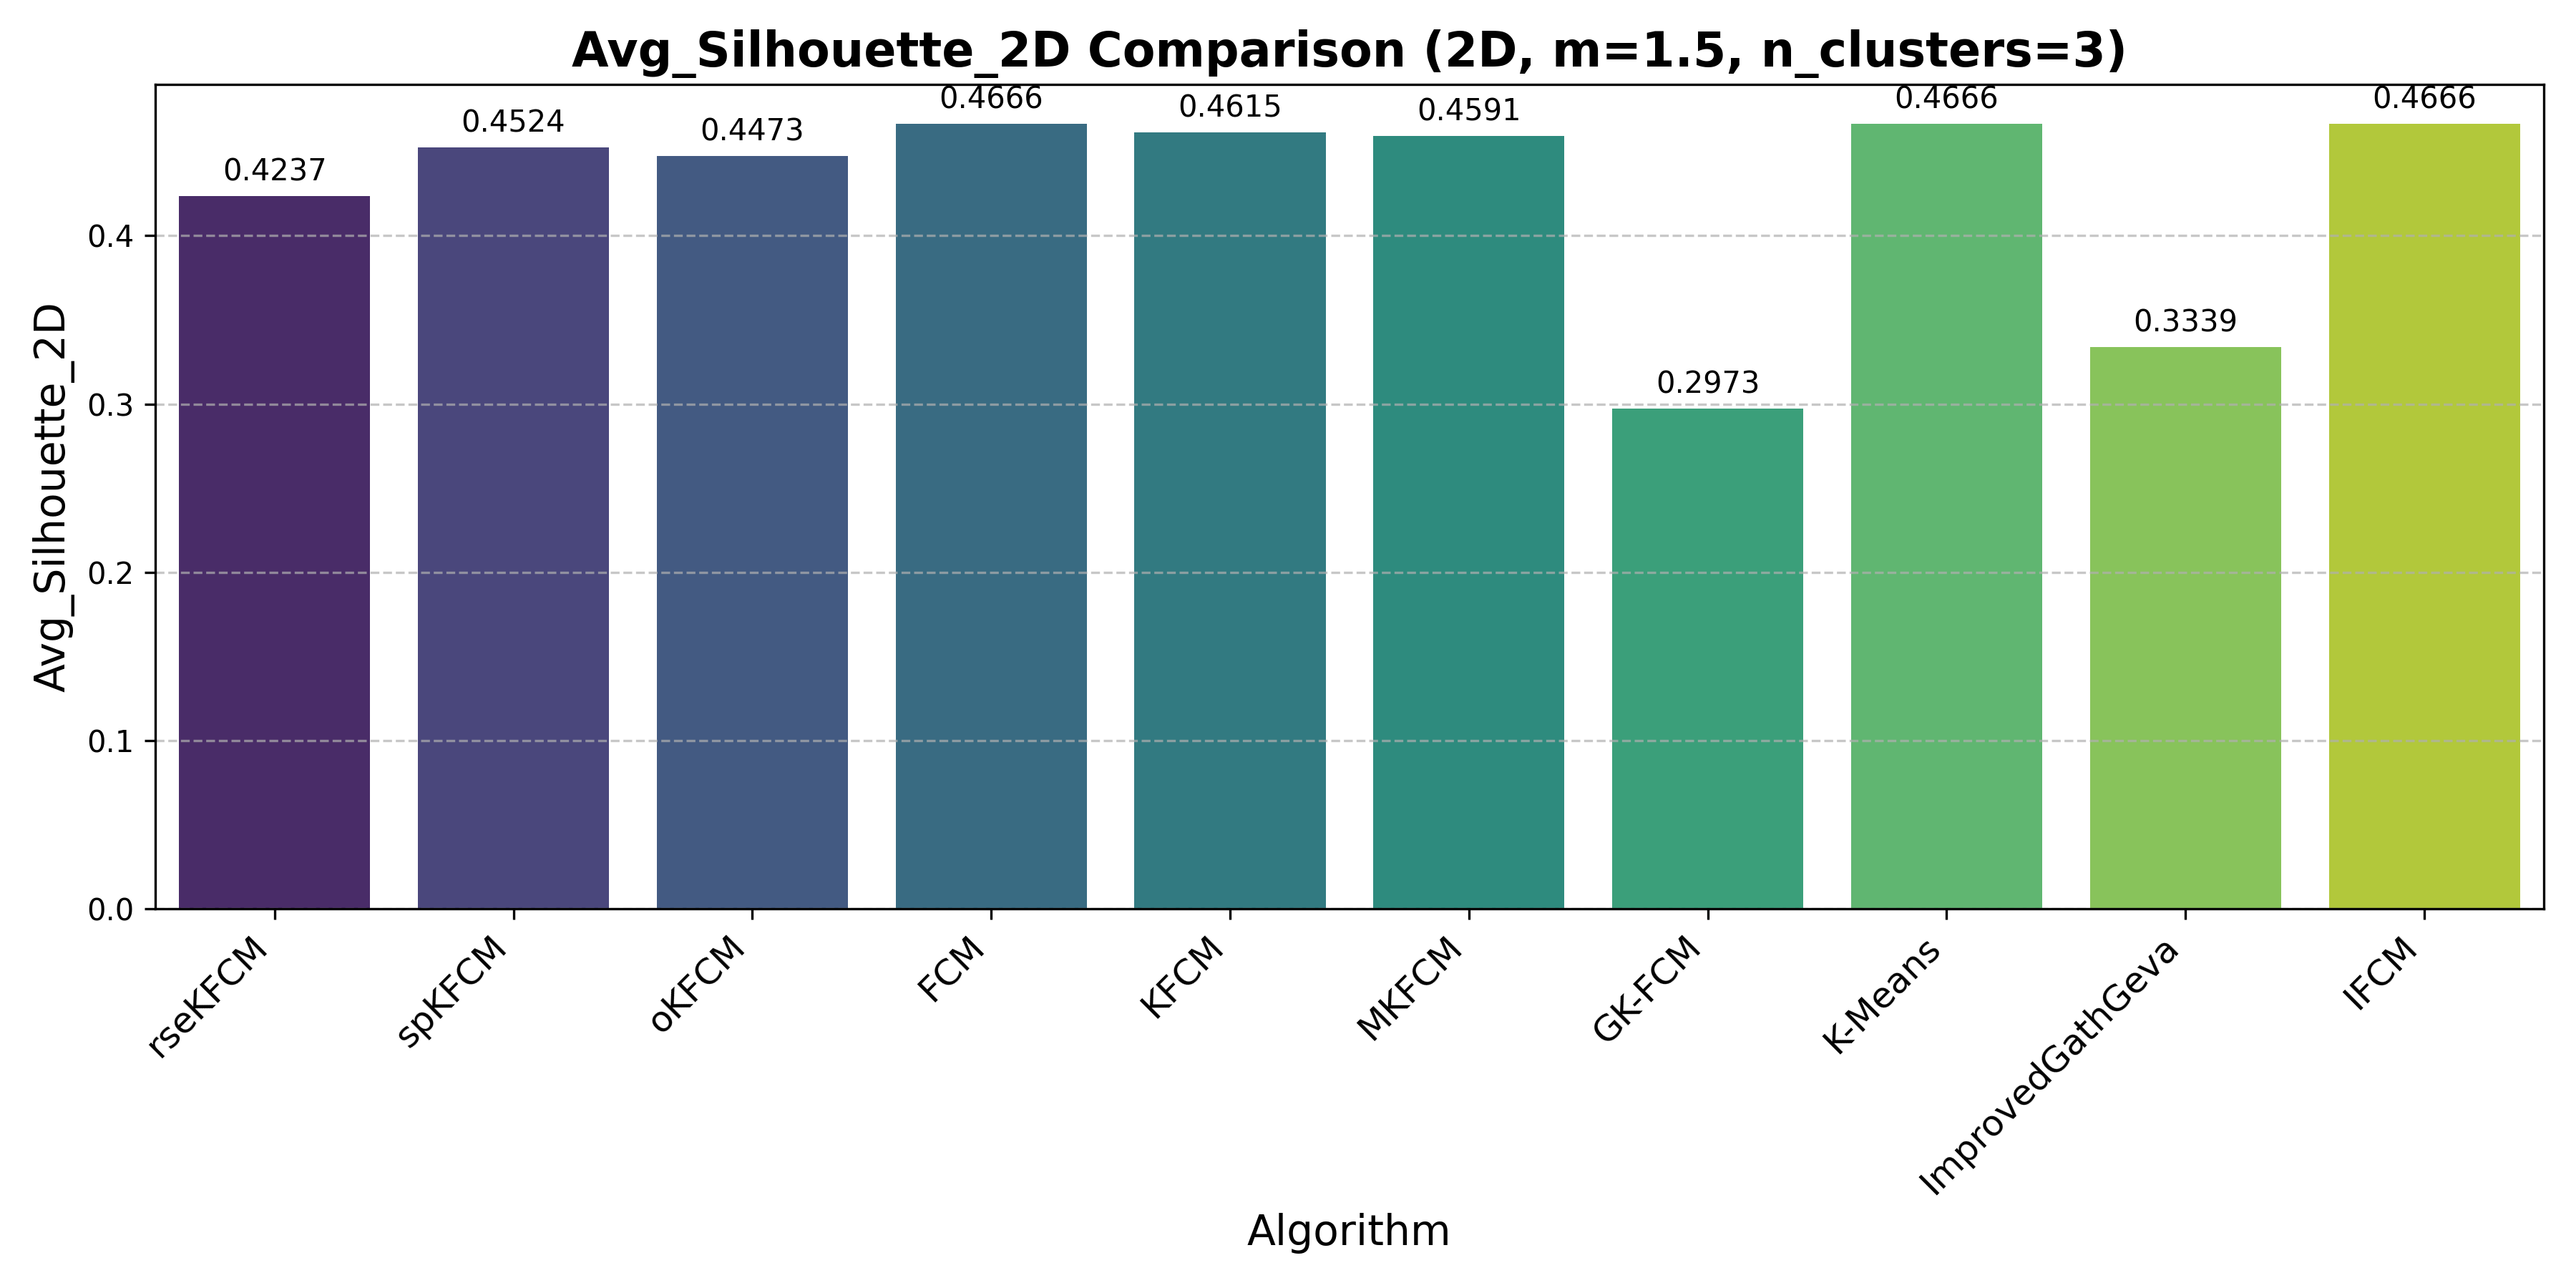 Avg_Silhouette_2D Comparison (2D, m=1.5, n_clusters=3)
Avg_Silhouette_2D
0.4
0.3
0.2
0.1
0.0
0.4237
0.4524
0.4473
0.4666
0.4615
0.4591
0.2973
0.4666
0.3339
0.4666
rseKFCM
spKFCM
oKFCM
FCM
KFCM
MKFCM
GK-FCM
K-Means
ImprovedGathGeva
IFCM
Algorithm